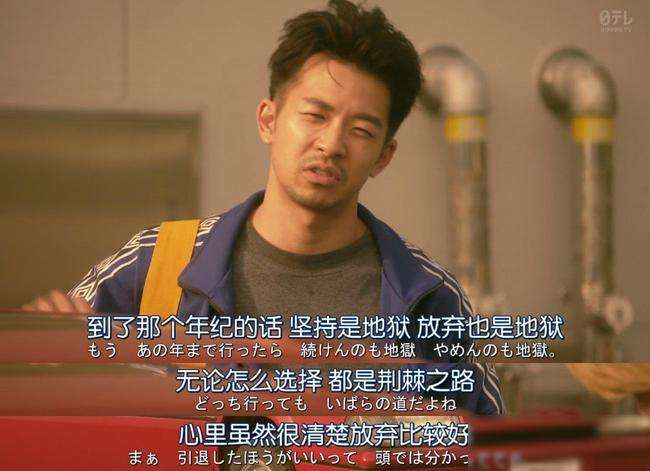 日テレ
到了那个年纪的话 坚持是地狱 放弃也是地狱
もう あの年まで行ったら 続けんのも地獄 やめんのも地獄。
无论怎么选择 都是荆棘之路
どっち行っても いばらの道だよね
心里虽然很清楚放弃比较好
まぁ 引退したほうがいいって 頭では分かっ